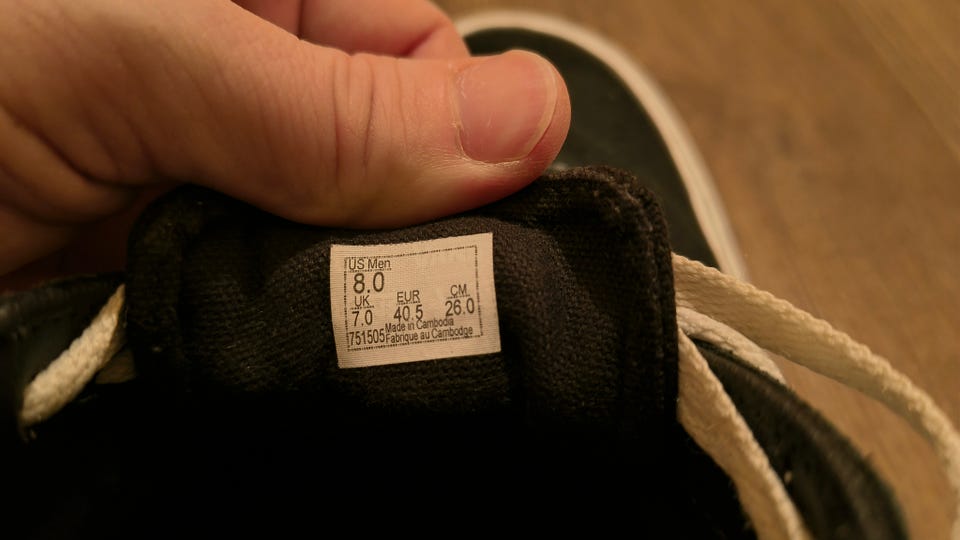 US Men
8.0
UK EUR CM
7.0 40.5 26.0
Made in Cambodia
751505 Fabrique au Cambodge